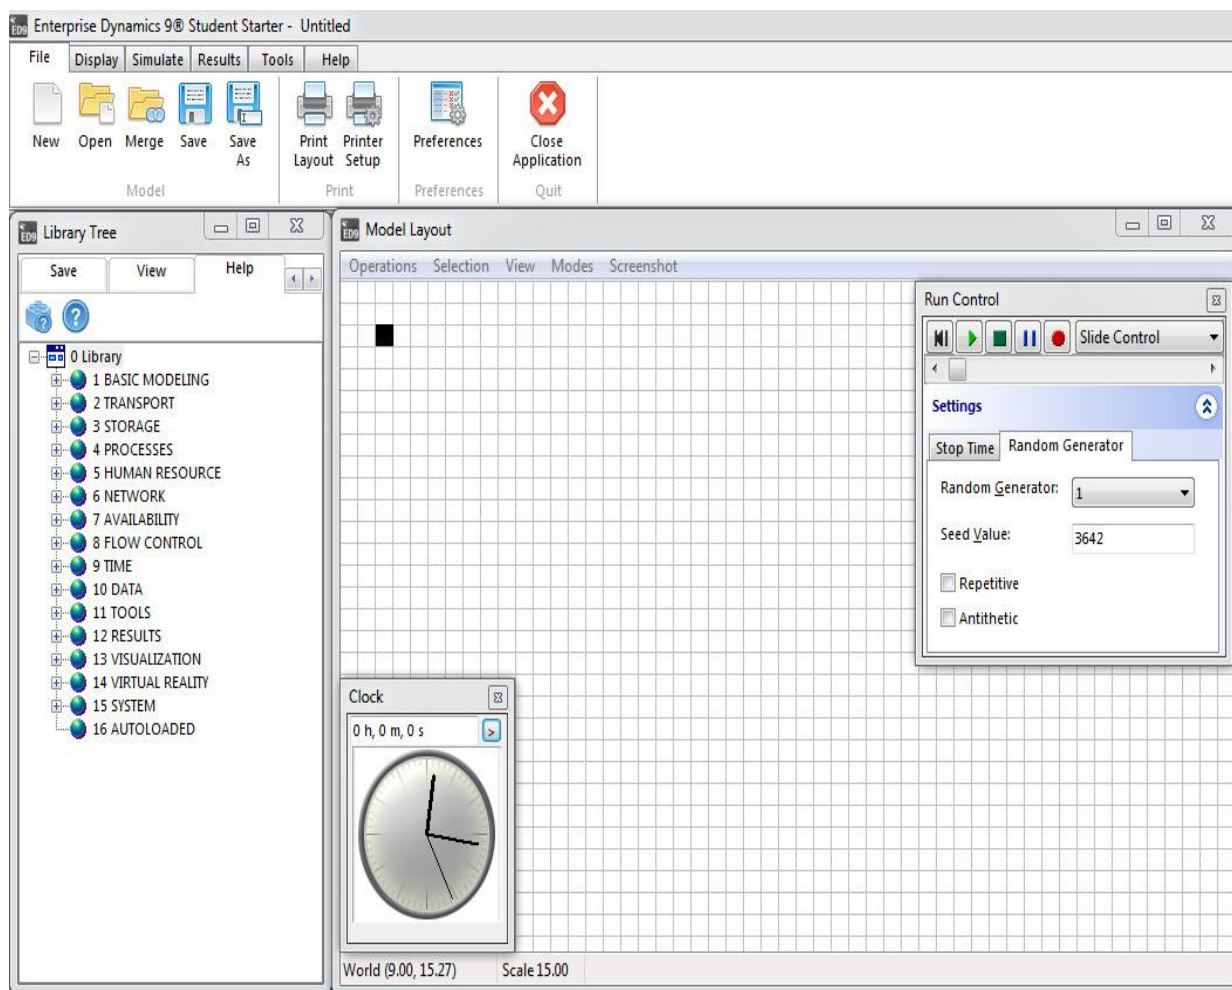 Enterprise Dynamics 9® Student Starter - Untitled
File Display Simulate Results Tools Help
New Open Merge Save Save As Print Layout Printer Setup Preferences Close Application
Model Print Preferences Quit
Library Tree
Save View Help
0 Library
1 BASIC MODELING
2 TRANSPORT
3 STORAGE
4 PROCESSES
5 HUMAN RESOURCE
6 NETWORK
7 AVAILABILITY
8 FLOW CONTROL
9 TIME
10 DATA
11 TOOLS
12 RESULTS
13 VISUALIZATION
14 VIRTUAL REALITY
15 SYSTEM
16 AUTOLOADED
Model Layout
Operations Selection View Modes Screenshot
Run Control
Slide Control
Settings
Stop Time Random Generator
Random Generator: 1
Seed Value: 3642
Repetitive
Antithetic
Clock
0 h, 0 m, 0 s >
World (9.00, 15.27) Scale 15.00